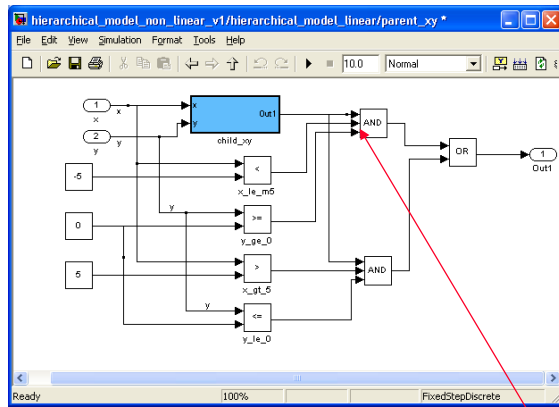 hierarchical_model_non_linear_v1/hierarchical_model_linear/parent_xy *
File Edit View Simulation Format Tools Help
10.0 Normal
1 x x Out1 AND
x
2 y y
y child_xy OR 1
Out1
-5 <
x_le_m5
y
0 >=
y_ge_0
5 > AND
x_gt_5
y
<=
y_le_0
Ready 100% FixedStepDiscrete